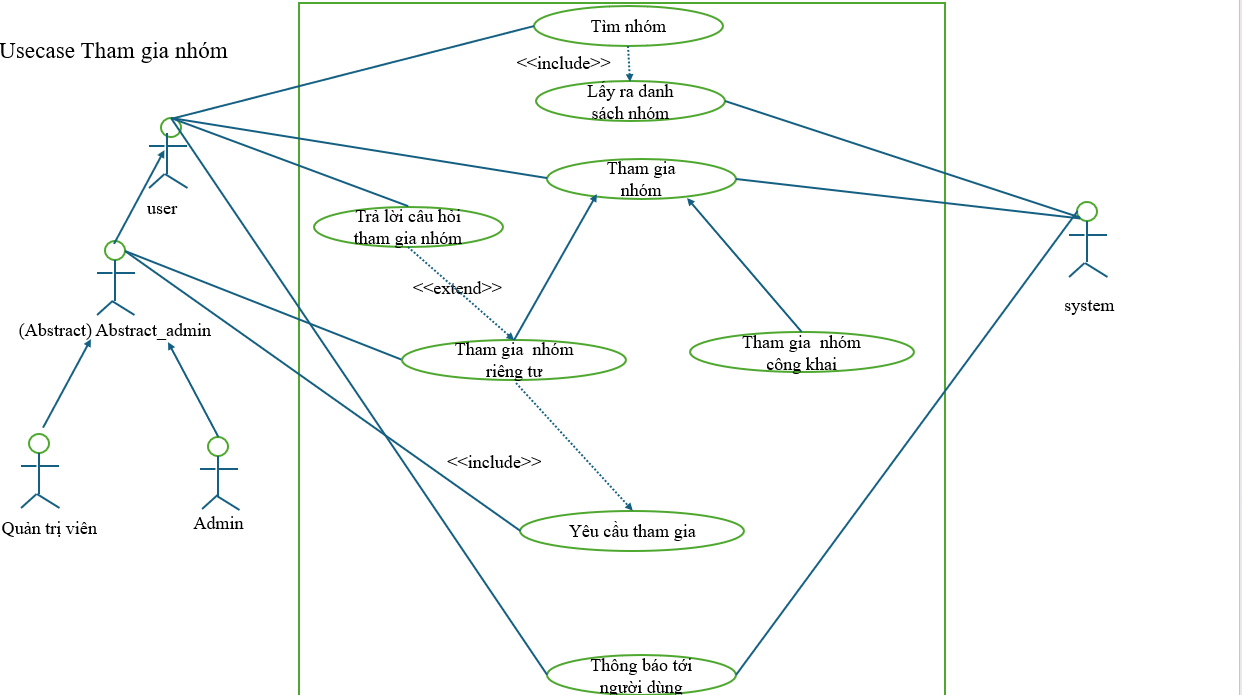 Tìm nhóm
Usecase Tham gia nhóm
<<include>>
Lấy ra danh
sách nhóm
Tham gia
nhóm
user
Trả lời câu hỏi
tham gia nhóm
<<extend>>
system
(Abstract) Abstract_admin
Tham gia  nhóm
riêng tư
Tham gia  nhóm
công khai
<<include>>
Quản trị viên
Admin
Yêu cầu tham gia
Thông báo tới
người dùng